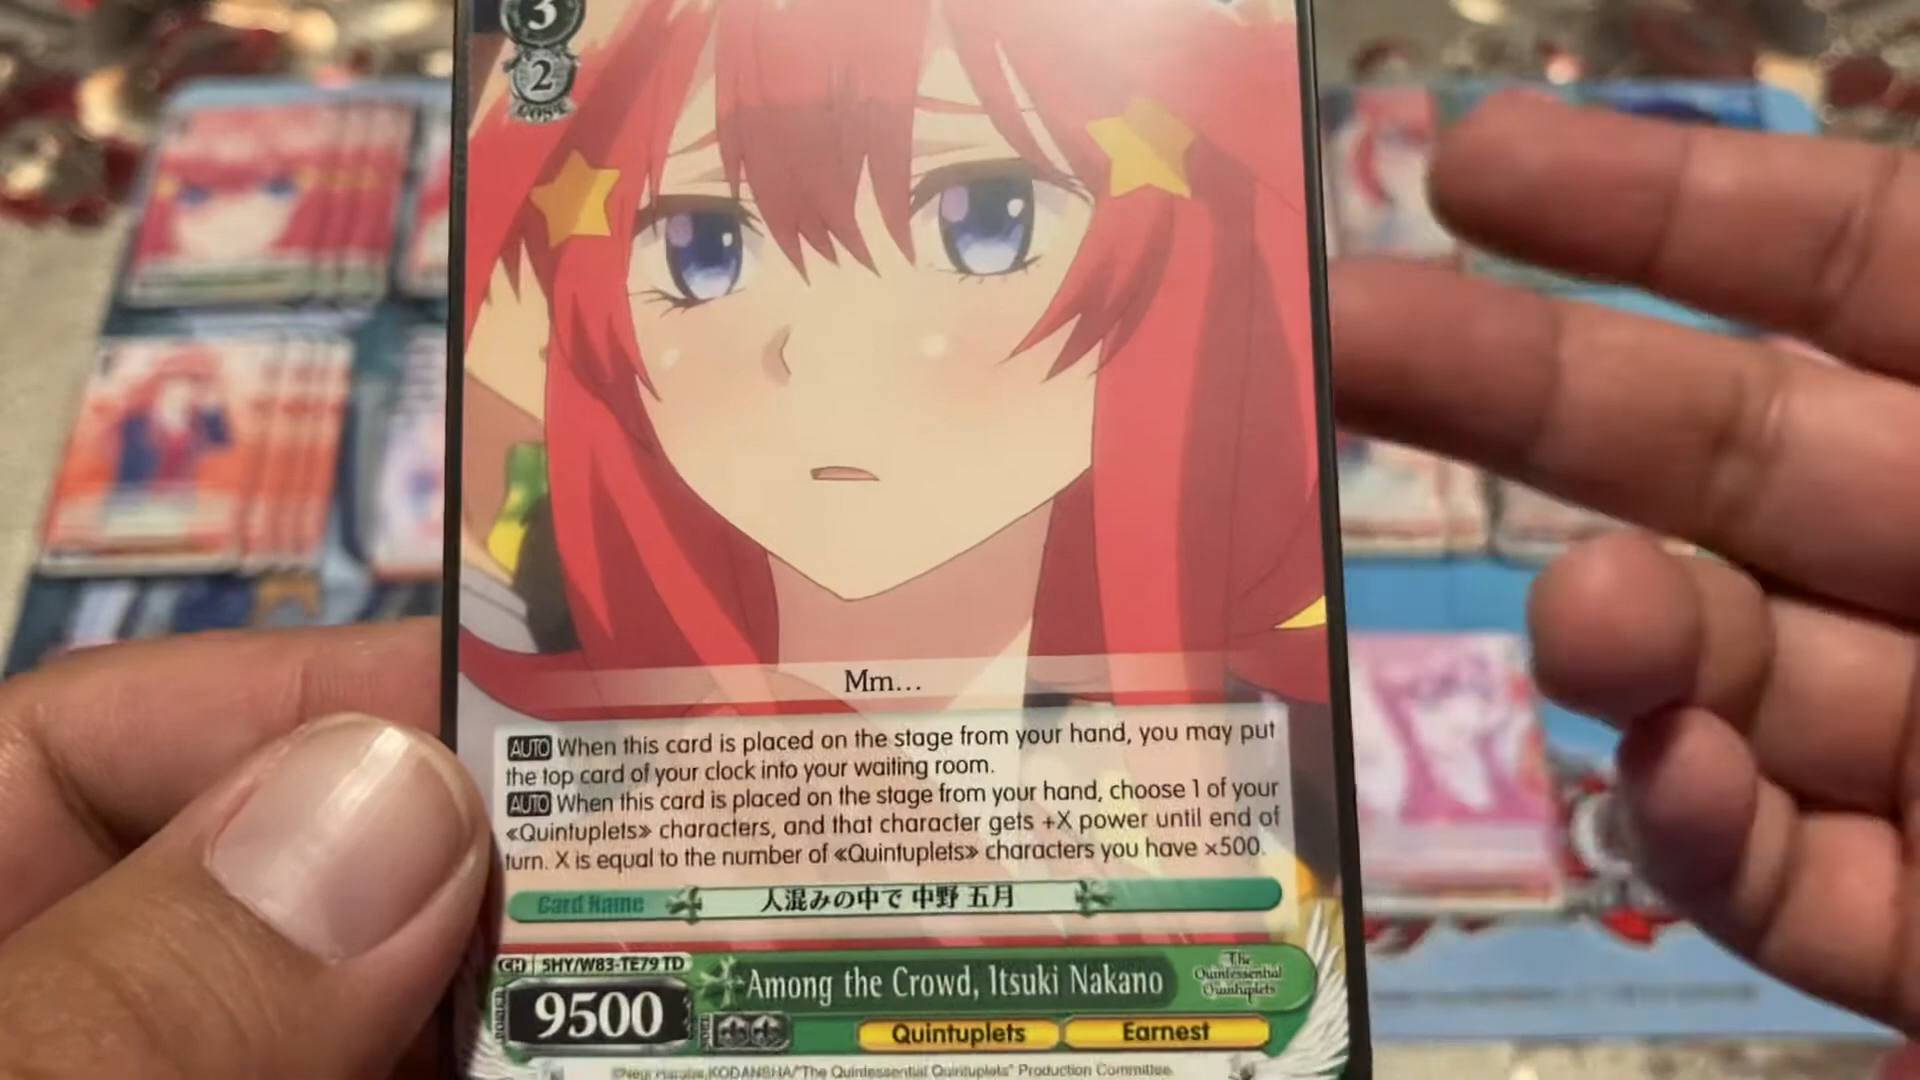 3
2
COST
Mm…
AUTO When this card is placed on the stage from your hand, you may put
the top card of your clock into your waiting room.
AUTO When this card is placed on the stage from your hand, choose 1 of your
«Quintuplets» characters, and that character gets +X power until end of
turn. X is equal to the number of «Quintuplets» characters you have ×500.
Card Name 人混みの中で 中野 五月
CH 5HY/W83-TE79 TD
Among the Crowd, Itsuki Nakano
The
Quintessential
Quintuplets
POWER 9500
Quintuplets Earnest
©Negi Haruba,KODANSHA/"The Quintessential Quintuplets" Production Committee